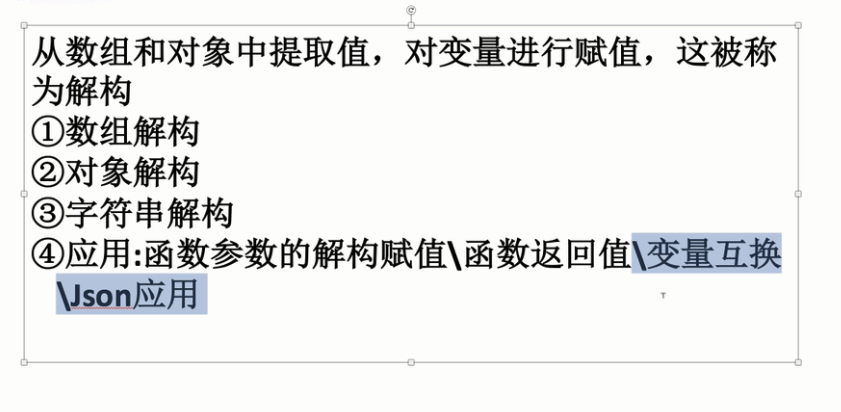 从数组和对象中提取值，对变量进行赋值，这被称
为解构
①数组解构
②对象解构
③字符串解构
④应用:函数参数的解构赋值\函数返回值\变量互换
\Json应用